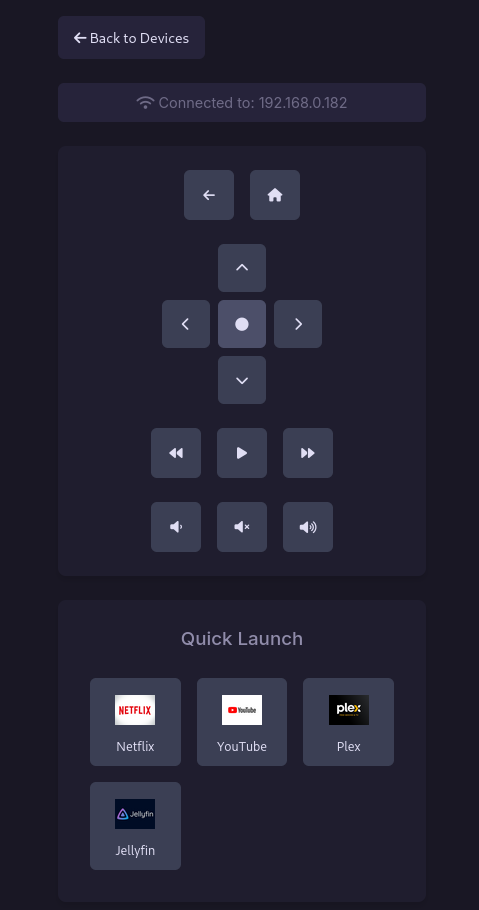 Back to Devices
Connected to: 192.168.0.182
Quick Launch
NETFLIX
YouTube
plex
Netflix
YouTube
Plex
Jellyfin
Jellyfin